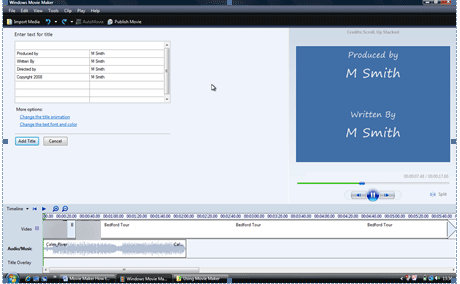 Windows Movie Maker
File Edit View Tools Clip Play Help
Import Media AutoMovie Publish Movie
Enter text for title
Produced by M Smith
Written By M Smith
Directed by M Smith
Copyright 2008 M Smith
More options:
Change the title animation
Change the text font and color
Add Title Cancel
Credits: Scroll, Up Stacked
Produced by
M Smith
Written By
M Smith
Split
Timeline
Video
Bedford Tour Bedford Tour Bedford Tour
Audio/Music
Title Overlay
Windows Movie Ma...
Using Movie Maker